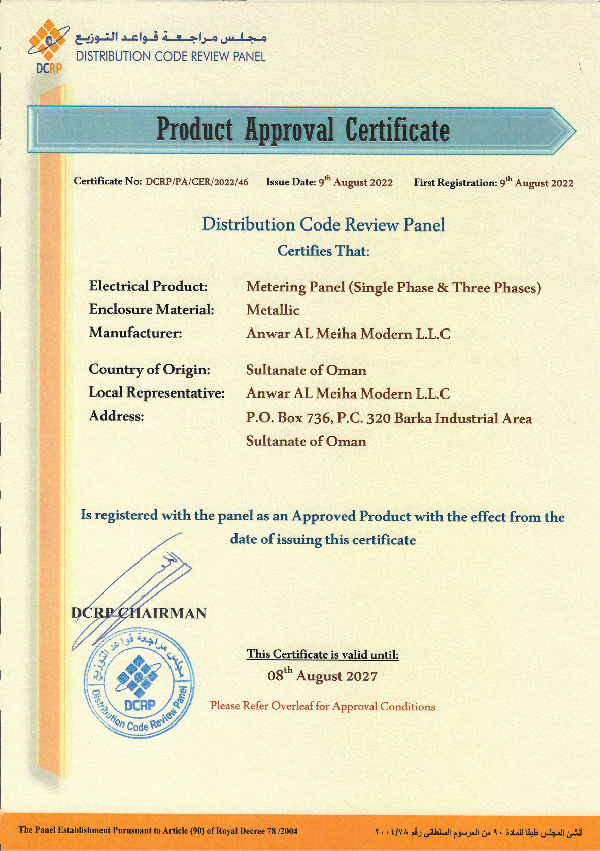 مجلس مراجعة قواعد التوزيع
DISTRIBUTION CODE REVIEW PANEL
DCRP
Product Approval Certificate
Certificate No: DCRP/PA/CER/2022/46 Issue Date: 9th August 2022 First Registration: 9th August 2022
Distribution Code Review Panel
Certifies That:
Electrical Product: Metering Panel (Single Phase & Three Phases)
Enclosure Material: Metallic
Manufacturer: Anwar AL Meiha Modern L.L.C
Country of Origin: Sultanate of Oman
Local Representative: Anwar AL Meiha Modern L.L.C
Address: P.O. Box 736, P.C. 320 Barka Industrial Area
Sultanate of Oman
Is registered with the panel as an Approved Product with the effect from the
date of issuing this certificate
DCRP CHAIRMAN
مجلس مراجعة قواعد التوزيع
DCRP
Distribution Code Review Panel
This Certificate is valid until:
08th August 2027
Please Refer Overleaf for Approval Conditions
The Panel Establishment Purusuant to Article (90) of Royal Decree 78 /2004
أنشئ المجلس طبقا للمادة ٩٠ من المرسوم السلطاني رقم ٢٠٠٤/٧٨